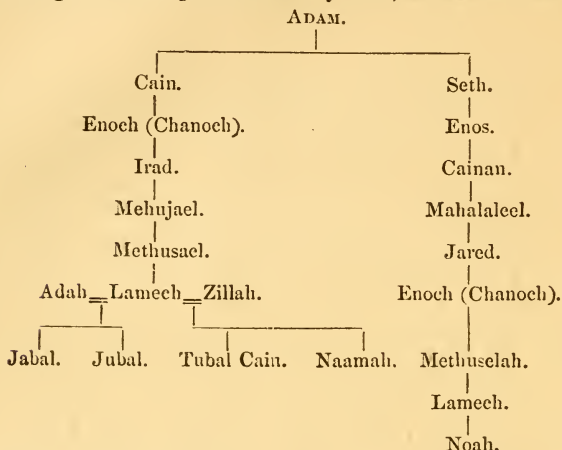 ADAM.
Cain. Seth.
Enoch (Chanoch). Enos.
Irad. Cainan.
Mehujael. Mahalaleel.
Methusael. Jared.
Adah Lamech Zillah. Enoch (Chanoch).
Jabal. Jubal. Tubal Cain. Naamah. Methuselah.
Lamech.
Noah.